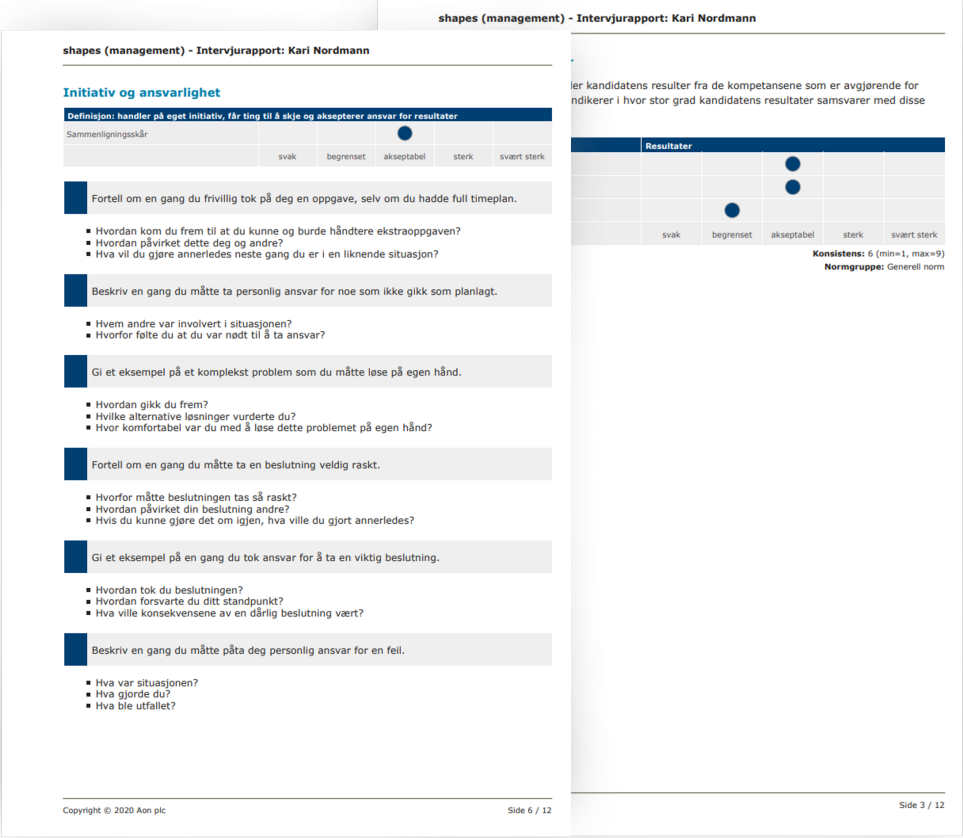 shapes (management) - Intervjurapport: Kari Nordmann
Initiativ og ansvarlighet
Definisjon: handler på eget initiativ, får ting til å skje og aksepterer ansvar for resultater
Sammenligningsskår
svak begrenset akseptabel sterk svært sterk
Fortell om en gang du frivillig tok på deg en oppgave, selv om du hadde full timeplan.
▪ Hvordan kom du frem til at du kunne og burde håndtere ekstraoppgaven?
▪ Hvordan påvirket dette deg og andre?
▪ Hva vil du gjøre annerledes neste gang du er i en liknende situasjon?
Beskriv en gang du måtte ta personlig ansvar for noe som ikke gikk som planlagt.
▪ Hvem andre var involvert i situasjonen?
▪ Hvorfor følte du at du var nødt til å ta ansvar?
Gi et eksempel på et komplekst problem som du måtte løse på egen hånd.
▪ Hvordan gikk du frem?
▪ Hvilke alternative løsninger vurderte du?
▪ Hvor komfortabel var du med å løse dette problemet på egen hånd?
Fortell om en gang du måtte ta en beslutning veldig raskt.
▪ Hvorfor måtte beslutningen tas så raskt?
▪ Hvordan påvirket din beslutning andre?
▪ Hvis du kunne gjøre det om igjen, hva ville du gjort annerledes?
Gi et eksempel på en gang du tok ansvar for å ta en viktig beslutning.
▪ Hvordan tok du beslutningen?
▪ Hvordan forsvarte du ditt standpunkt?
▪ Hva ville konsekvensene av en dårlig beslutning vært?
Beskriv en gang du måtte påta deg personlig ansvar for en feil.
▪ Hva var situasjonen?
▪ Hva gjorde du?
▪ Hva ble utfallet?
Copyright © 2020 Aon plc Side 6 / 12
shapes (management) - Intervjurapport: Kari Nordmann
kandidatens resulter fra de kompetansene som er avgjørende for
i hvor stor grad kandidatens resultater samsvarer med disse
Resultater
svak begrenset akseptabel sterk svært sterk
Konsistens: 6 (min=1, max=9)
Normgruppe: Generell norm
Side 3 / 12